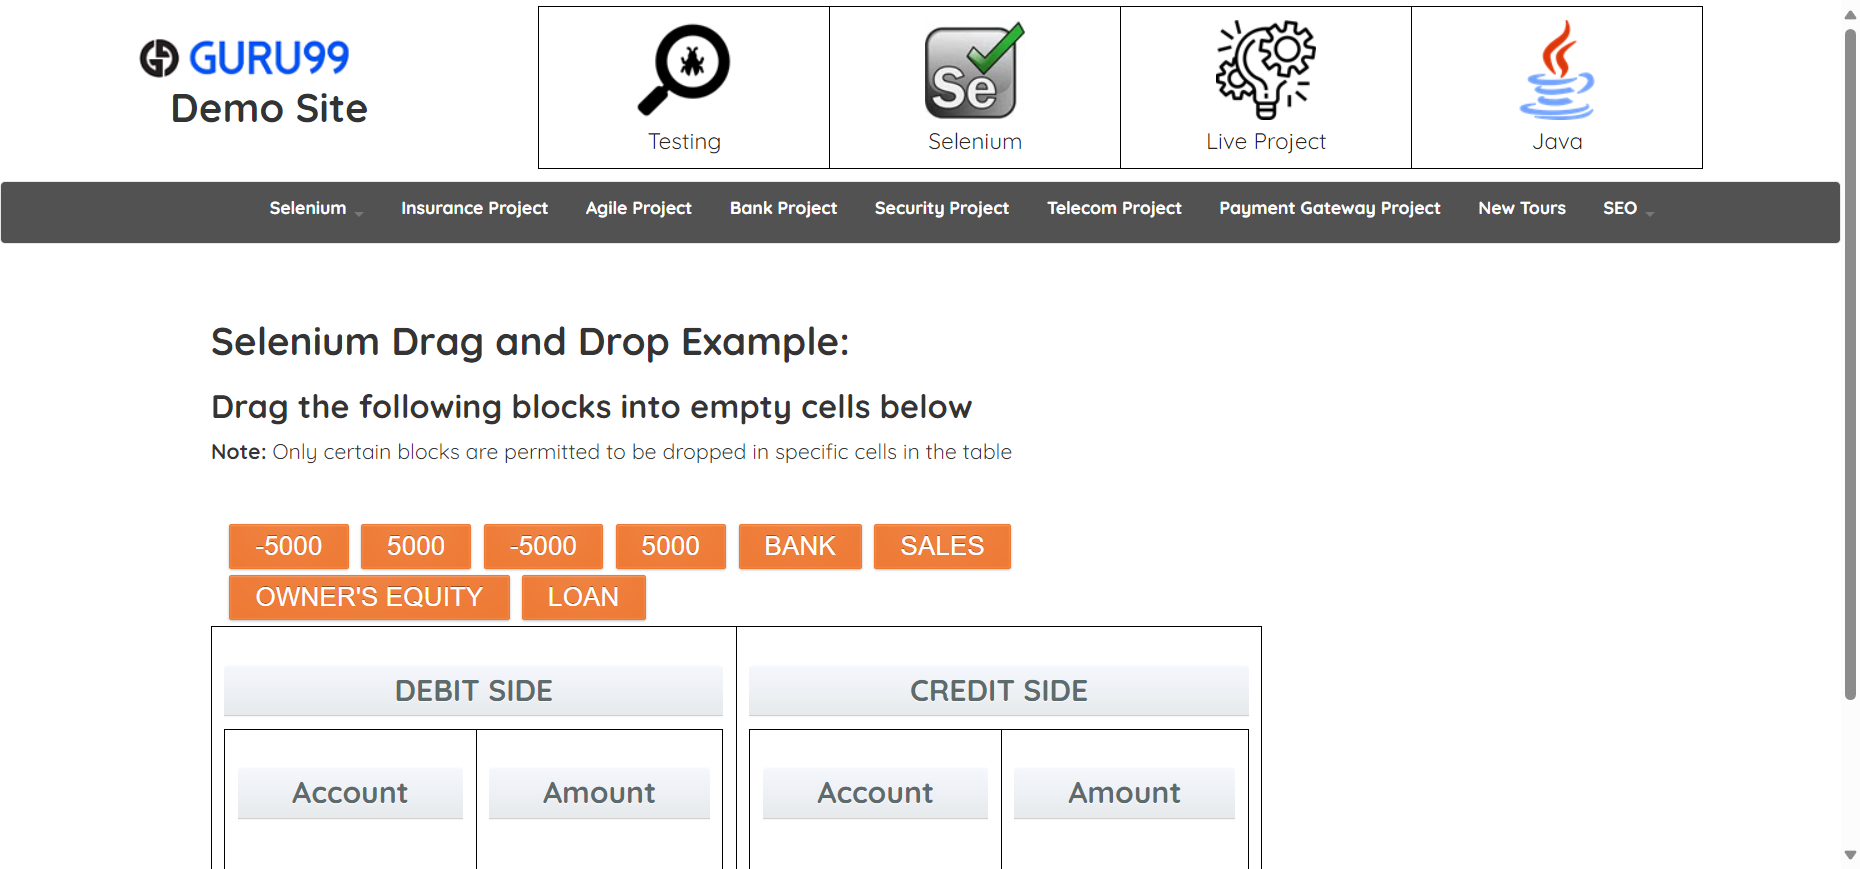 GURU99
Demo Site
Se
Testing
Selenium
Live Project
Java
Selenium Insurance Project Agile Project Bank Project Security Project Telecom Project Payment Gateway Project New Tours SEO
Selenium Drag and Drop Example:
Drag the following blocks into empty cells below
Note: Only certain blocks are permitted to be dropped in specific cells in the table
-5000 5000 -5000 5000 BANK SALES
OWNER'S EQUITY LOAN
DEBIT SIDE CREDIT SIDE
Account Amount Account Amount